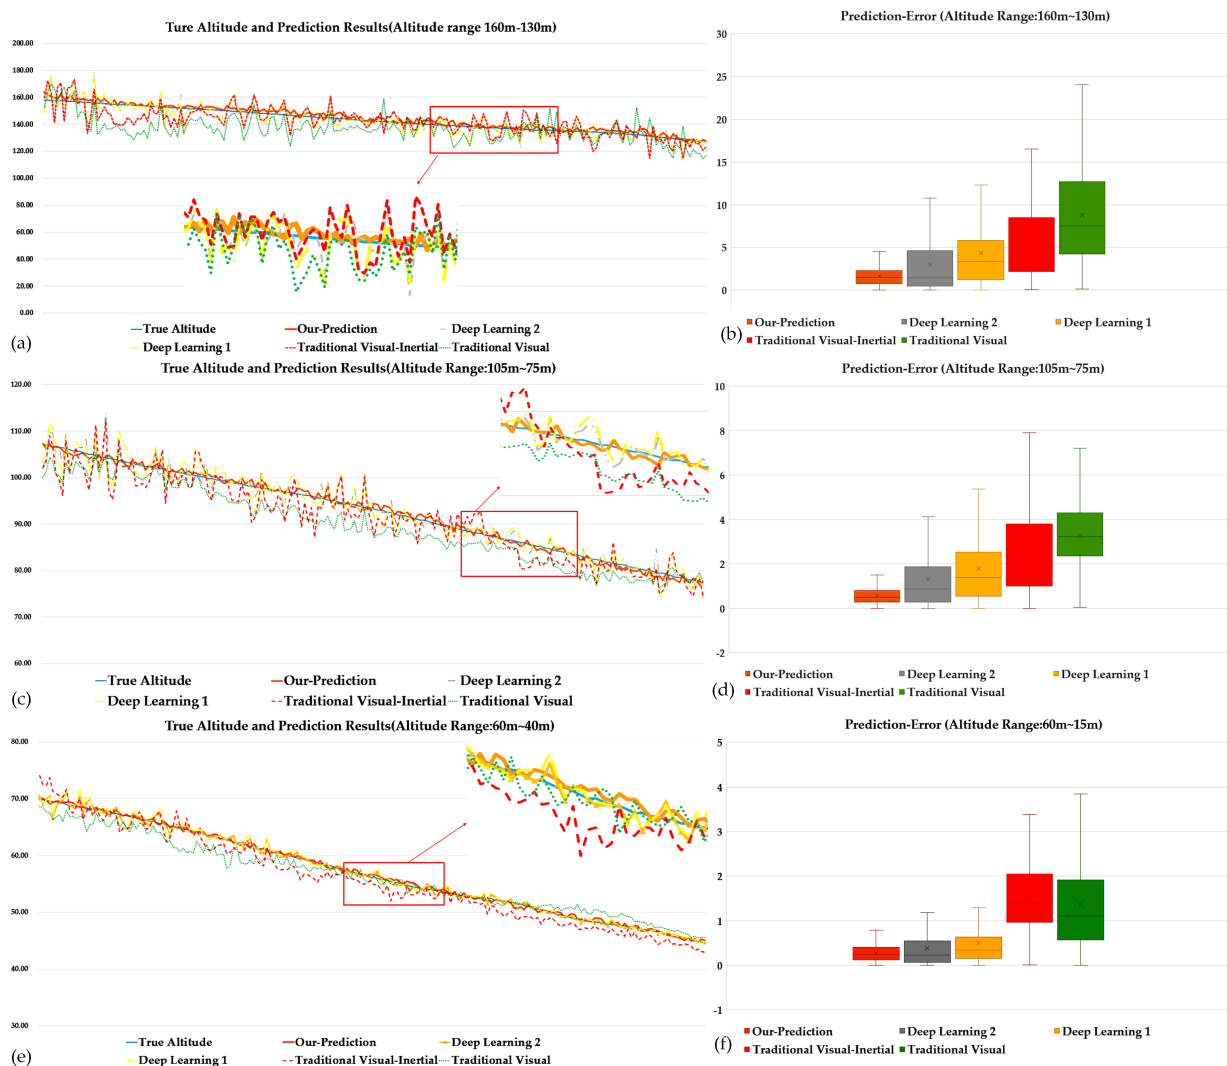 Ture Altitude and Prediction Results(Altitude range 160m-130m)
200.00
180.00
160.00
140.00
120.00
100.00
80.00
60.00
40.00
20.00
0.00
True Altitude Our-Prediction Deep Learning 2
Deep Learning 1 Traditional Visual-Inertial Traditional Visual
(a)
Prediction-Error (Altitude Range:160m~130m)
30
25
20
15
10
5
0
Our-Prediction Deep Learning 2 Deep Learning 1
Traditional Visual-Inertial Traditional Visual
(b)
True Altitude and Prediction Results(Altitude Range:105m~75m)
120.00
110.00
100.00
90.00
80.00
70.00
60.00
True Altitude Our-Prediction Deep Learning 2
Deep Learning 1 Traditional Visual-Inertial Traditional Visual
(c)
Prediction-Error (Altitude Range:105m~75m)
10
8
6
4
2
0
-2
Our-Prediction Deep Learning 2 Deep Learning 1
Traditional Visual-Inertial Traditional Visual
(d)
True Altitude and Prediction Results(Altitude Range:60m~40m)
80.00
70.00
60.00
50.00
40.00
30.00
True Altitude Our-Prediction Deep Learning 2
Deep Learning 1 Traditional Visual-Inertial Traditional Visual
(e)
Prediction-Error (Altitude Range:60m~15m)
5
4
3
2
1
0
-1
Our-Prediction Deep Learning 2 Deep Learning 1
Traditional Visual-Inertial Traditional Visual
(f)